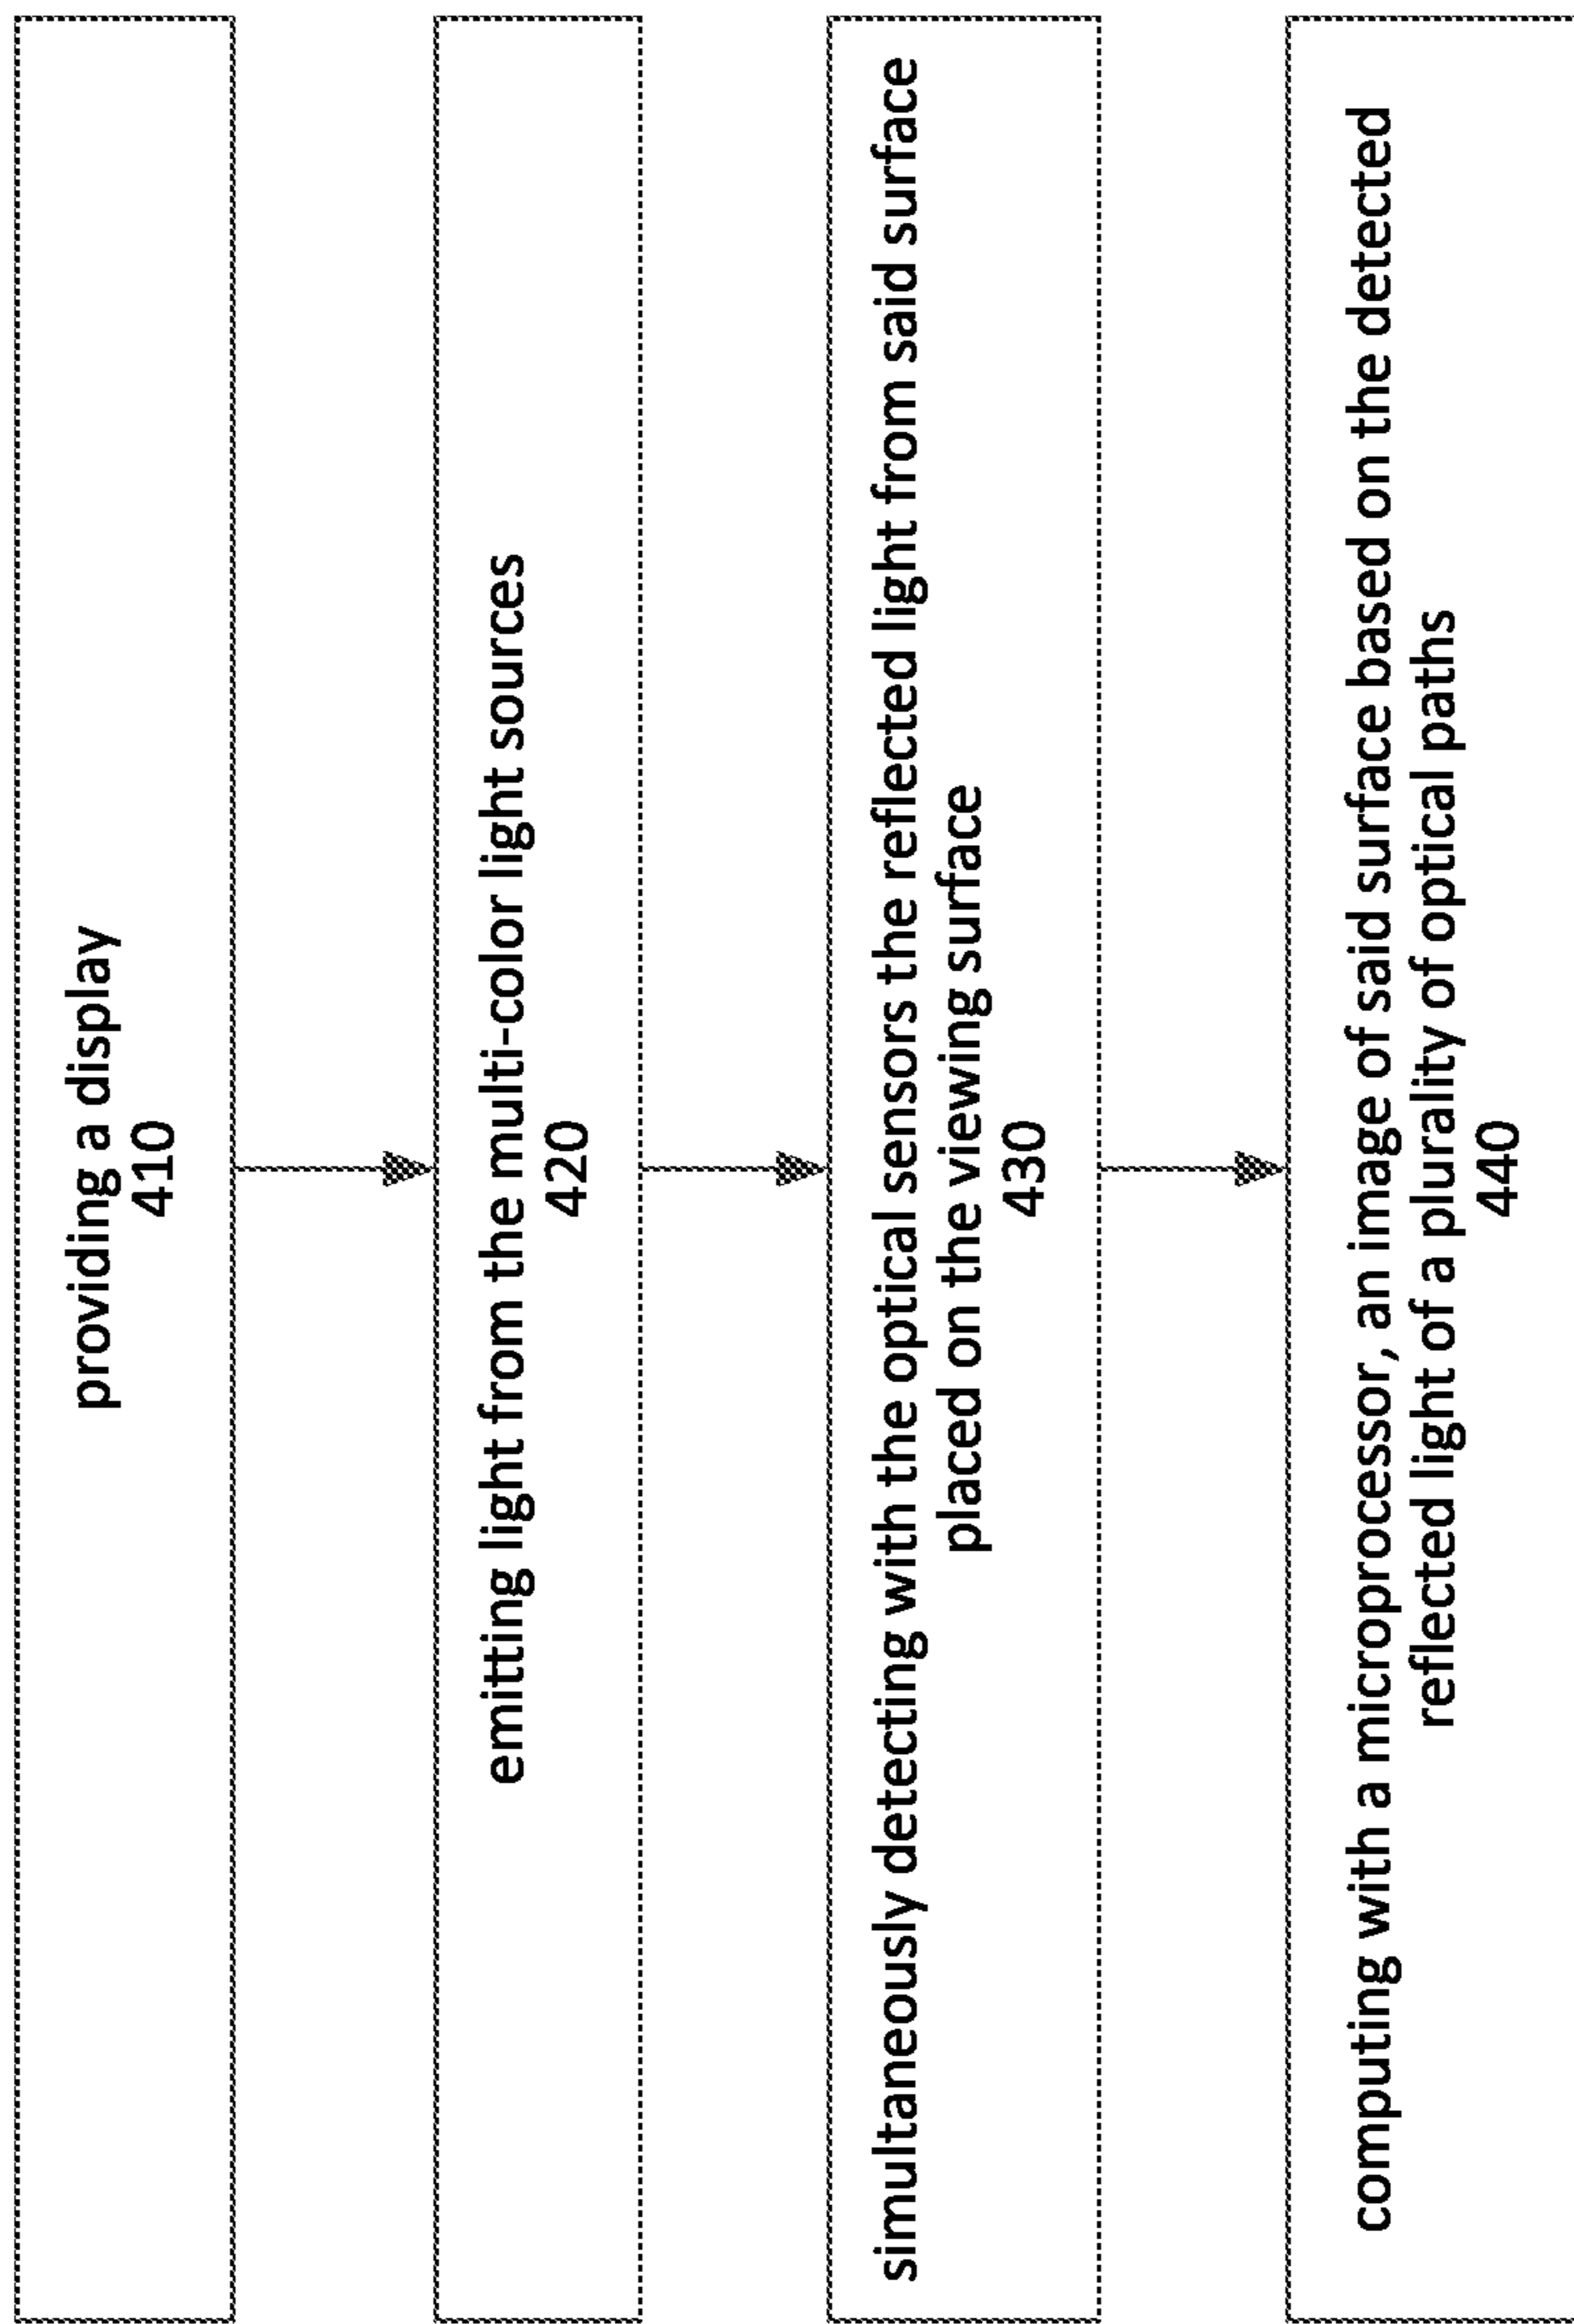 providing a display
410
emitting light from the multi-color light sources
420
simultaneously detecting with the optical sensors the reflected light from said surface
placed on the viewing surface
430
computing with a microprocessor, an image of said surface based on the detected
reflected light of a plurality of optical paths
440